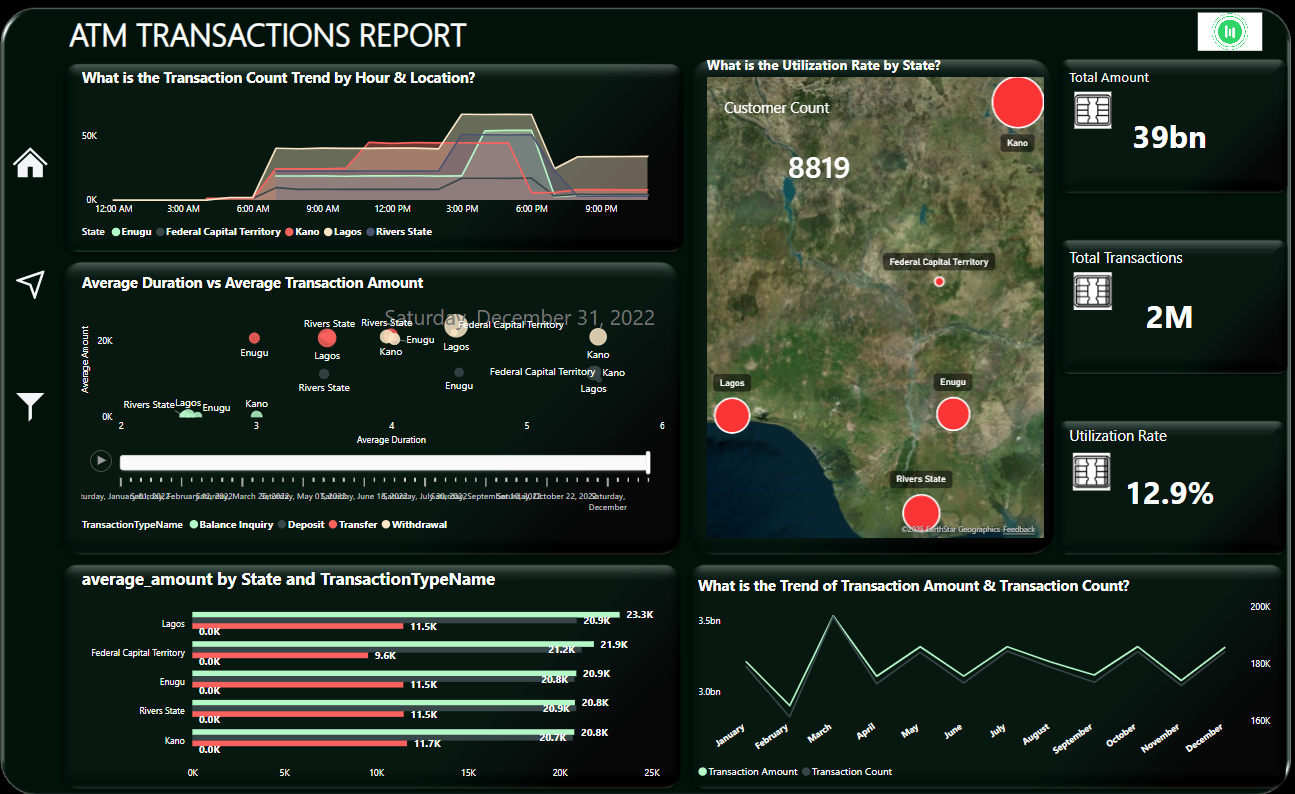 ATM TRANSACTIONS REPORT
What is the Transaction Count Trend by Hour & Location?
50K
0K
12:00 AM 3:00 AM 6:00 AM 9:00 AM 12:00 PM 3:00 PM 6:00 PM 9:00 PM
State Enugu Federal Capital Territory Kano Lagos Rivers State
Average Duration vs Average Transaction Amount
Saturday, December 31, 2022
Average Amount
20K
0K
Rivers State
Rivers State
Federal Capital Territory
Enugu
Lagos
Kano
Enugu
Lagos
Kano
Rivers State
Enugu
Federal Capital Territory
Kano
Lagos
Rivers State
Lagos
Enugu
Kano
2 3 4 5 6
Average Duration
Saturday,
December
TransactionTypeName Balance Inquiry Deposit Transfer Withdrawal
average_amount by State and TransactionTypeName
Lagos
23.3K
20.9K
11.5K
0.0K
Federal Capital Territory
21.9K
21.2K
9.6K
0.0K
Enugu
20.9K
20.8K
11.5K
0.0K
Rivers State
20.8K
20.9K
11.5K
0.0K
Kano
20.8K
20.7K
11.7K
0.0K
0K 5K 10K 15K 20K 25K
What is the Utilization Rate by State?
Customer Count
8819
Kano
Federal Capital Territory
Lagos
Enugu
Rivers State
EarthStar Geographics Feedback
Total Amount
39bn
Total Transactions
2M
Utilization Rate
12.9%
What is the Trend of Transaction Amount & Transaction Count?
3.5bn
3.0bn
200K
180K
160K
January February March April May June July August September October November December
Transaction Amount Transaction Count